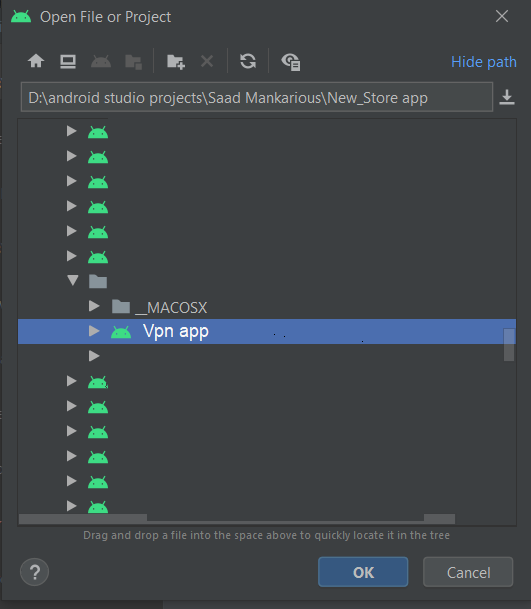 Open File or Project
Hide path
D:\android studio projects\Saad Mankarious\New_Store app
__MACOSX
Vpn app
Drag and drop a file into the space above to quickly locate it in the tree
?
OK
Cancel